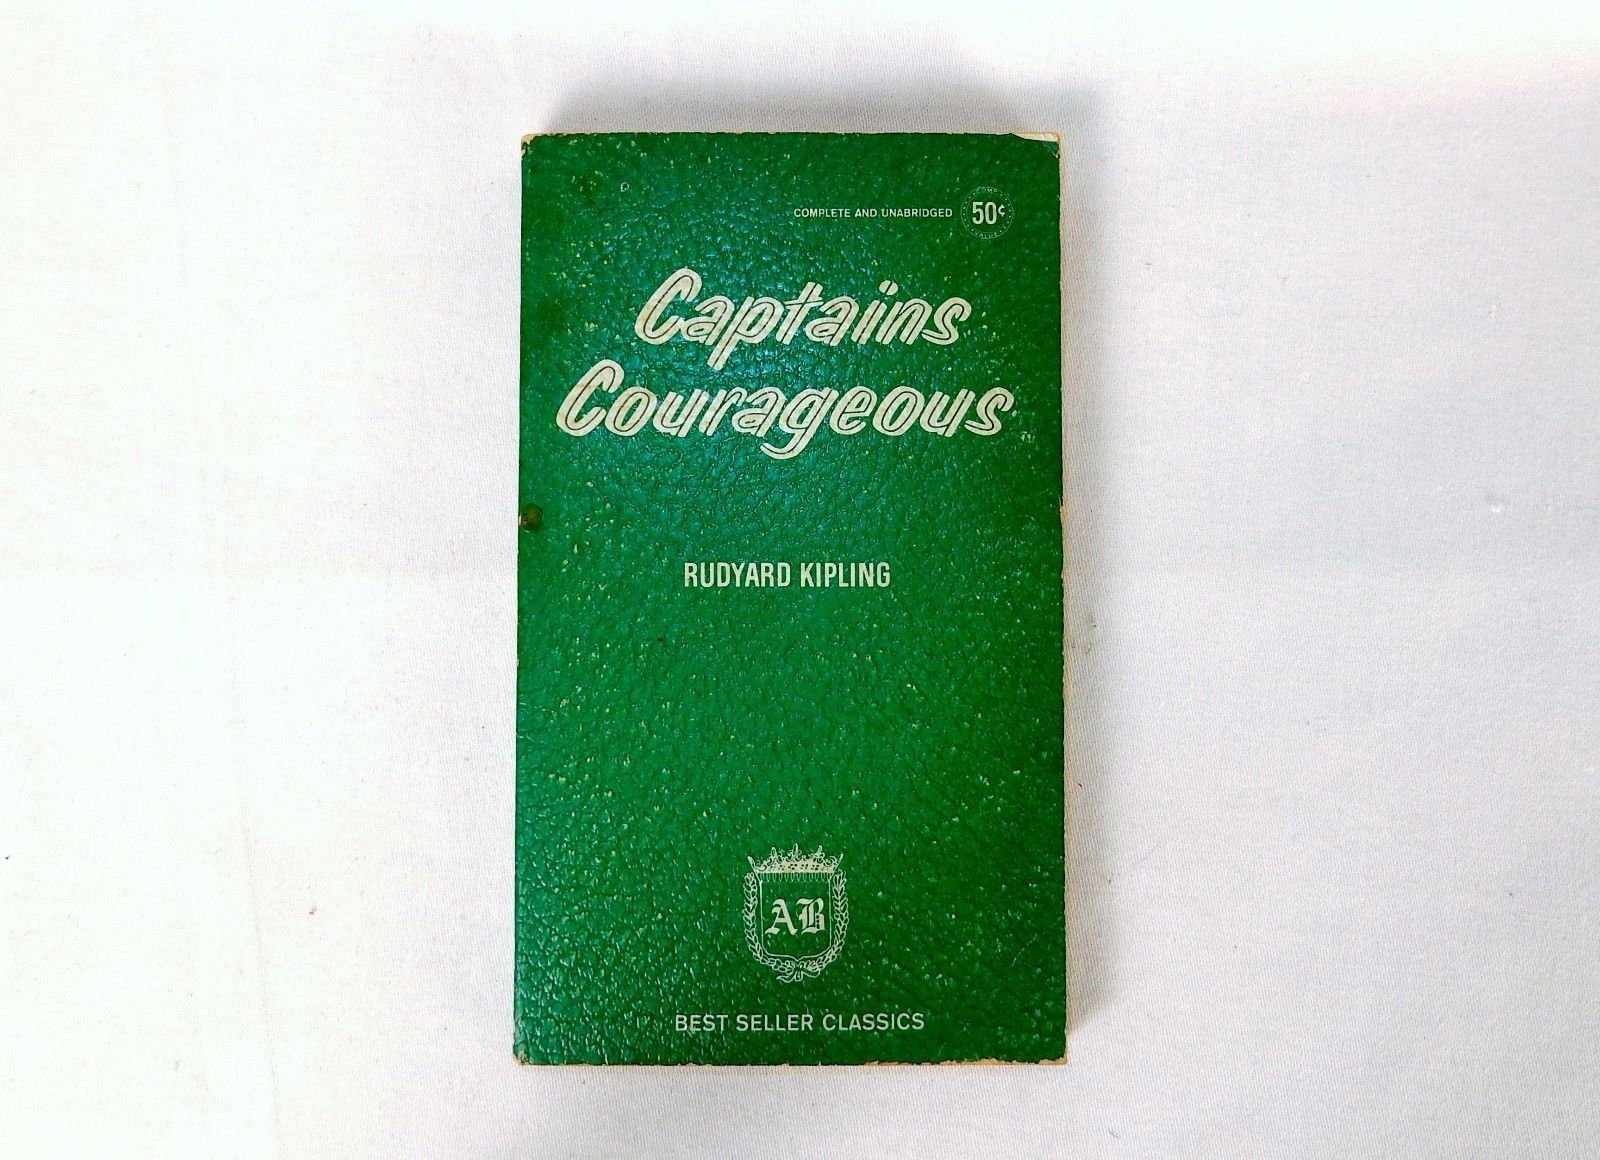 COMPLETE AND UNABRIDGED 50¢
Captains
Courageous
RUDYARD KIPLING
AB
BEST SELLER CLASSICS